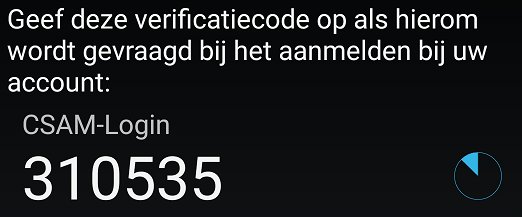 Geef deze verificatiecode op als hierom
wordt gevraagd bij het aanmelden bij uw
account:
CSAM-Login
310535